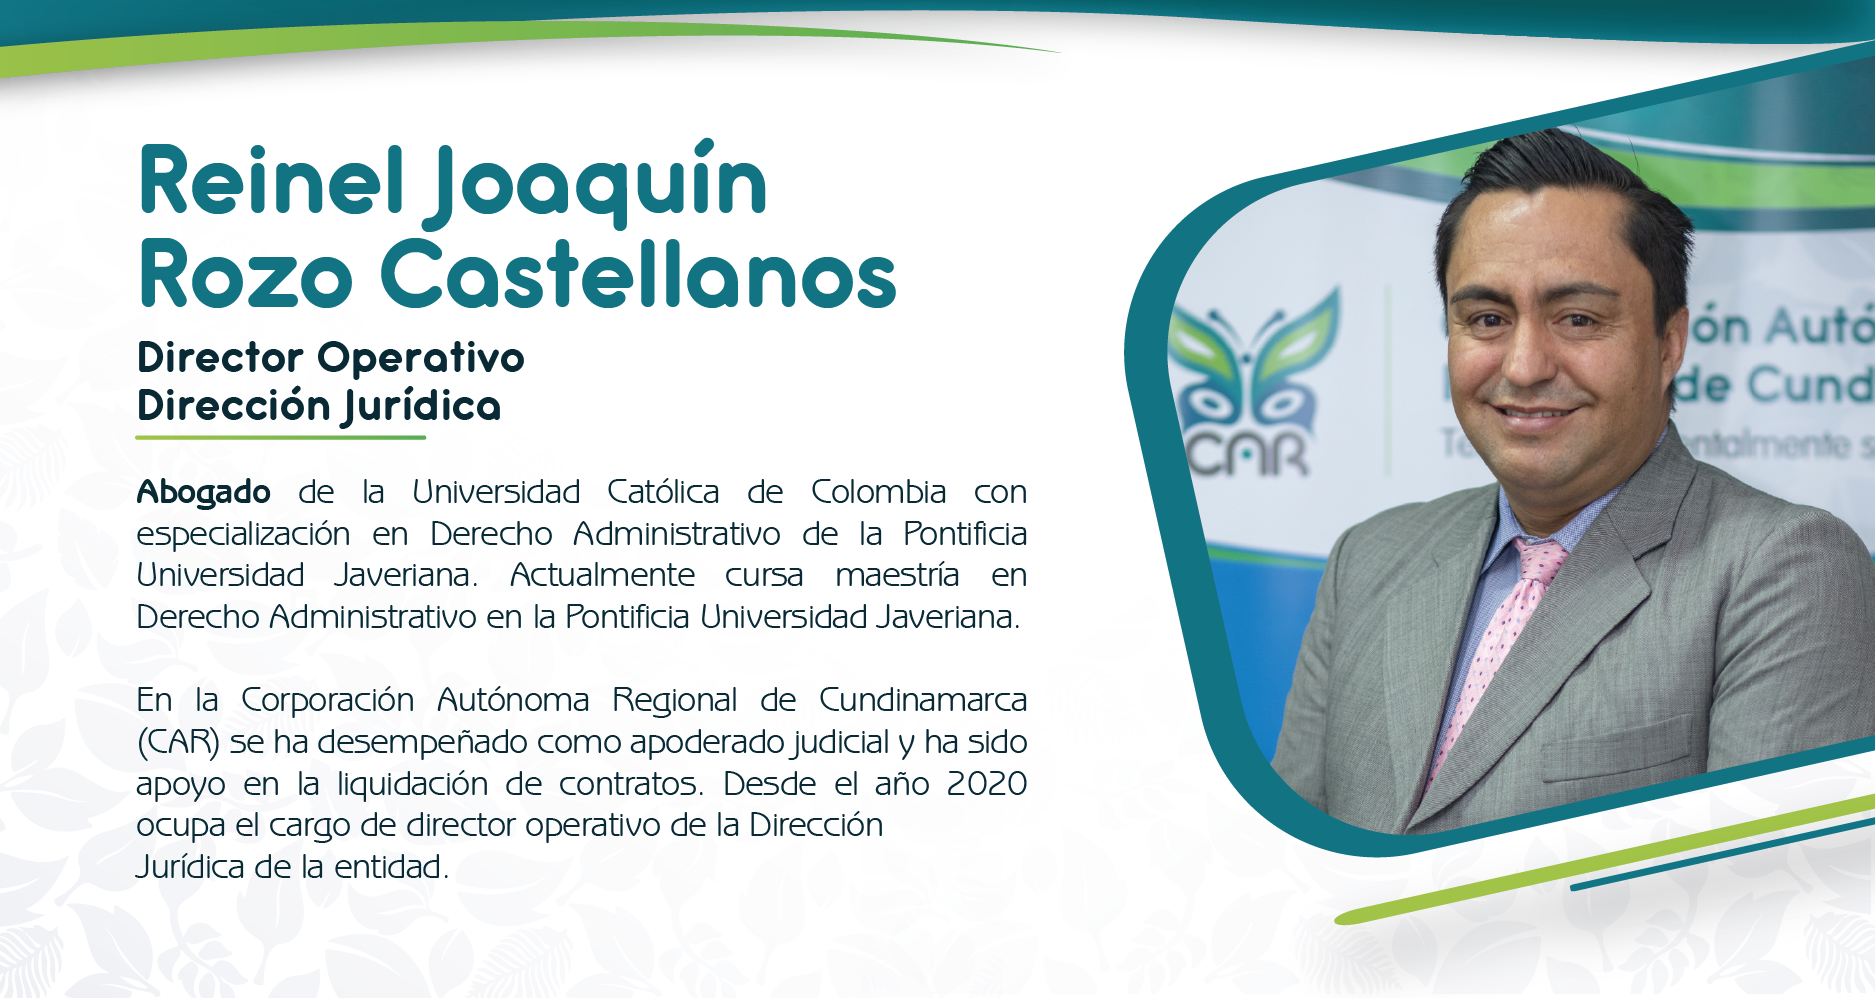 Reinel Joaquín
Rozo Castellanos
Director Operativo
Dirección Jurídica
Abogado de la Universidad Católica de Colombia con
especialización en Derecho Administrativo de la Pontificia
Universidad Javeriana. Actualmente cursa maestría en
Derecho Administrativo en la Pontificia Universidad Javeriana.
En la Corporación Autónoma Regional de Cundinamarca
(CAR) se ha desempeñado como apoderado judicial y ha sido
apoyo en la liquidación de contratos. Desde el año 2020
ocupa el cargo de director operativo de la Dirección
Jurídica de la entidad.
CAR
ón Autó
de Cund
Te ntalmente s